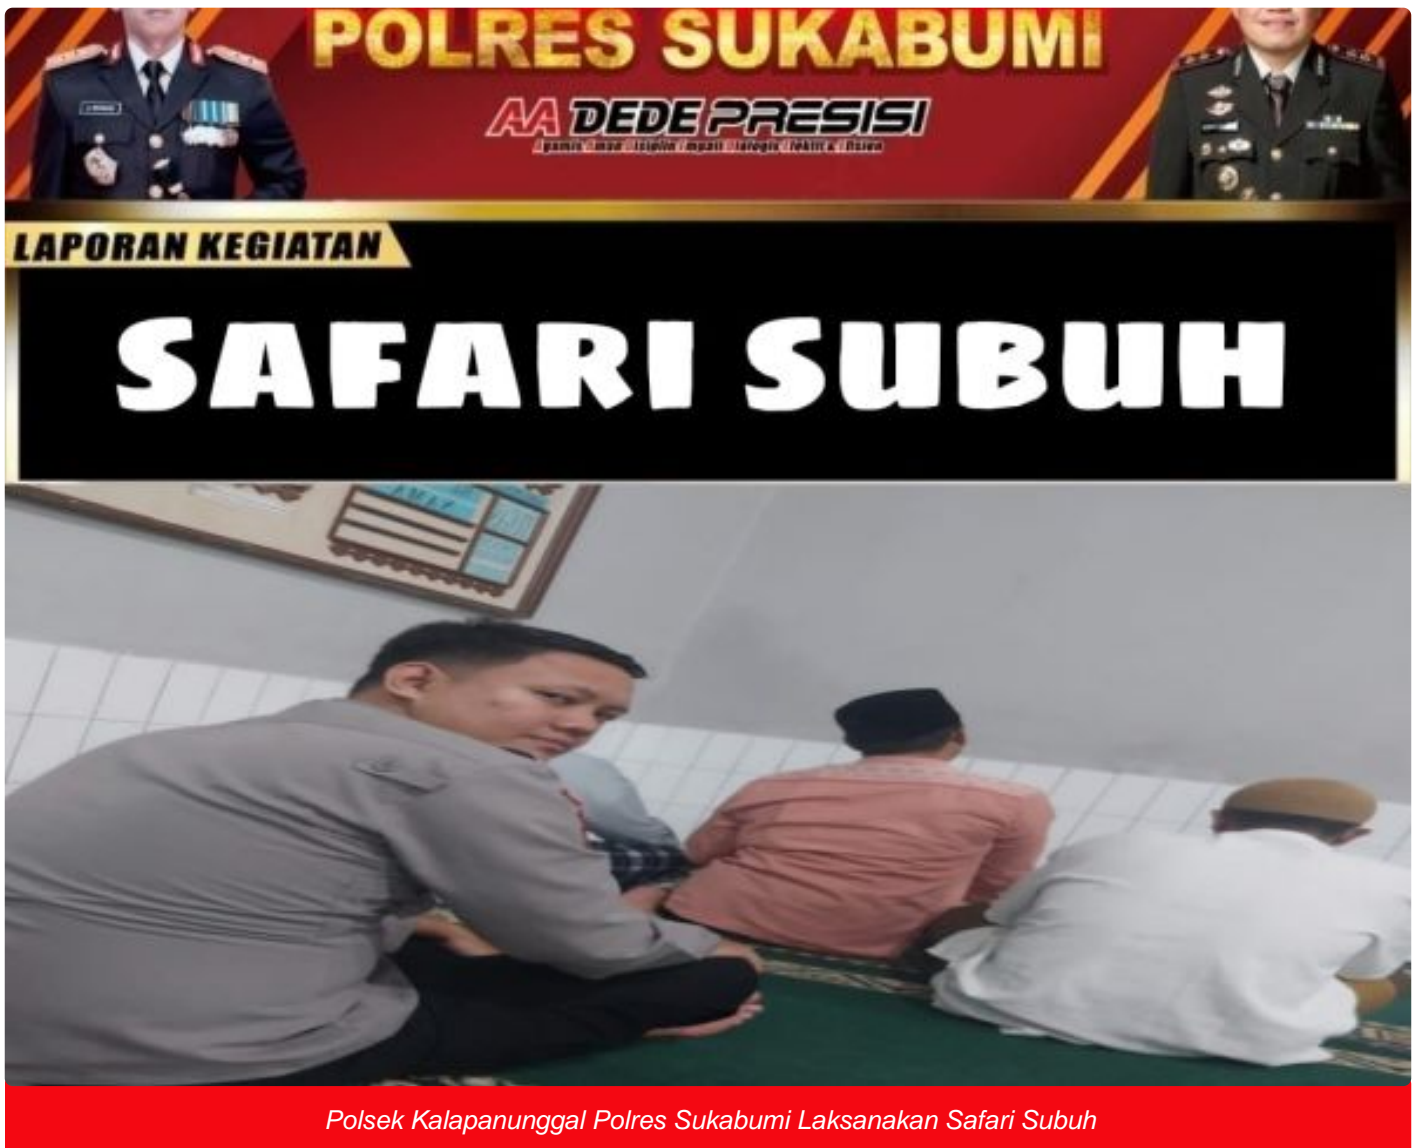 POLRES SUKABUMI
AA DEDE PRESISI
LAPORAN KEGIATAN
SAFARI SUBUH
Polsek Kalapanunggal Polres Sukabumi Laksanakan Safari Subuh